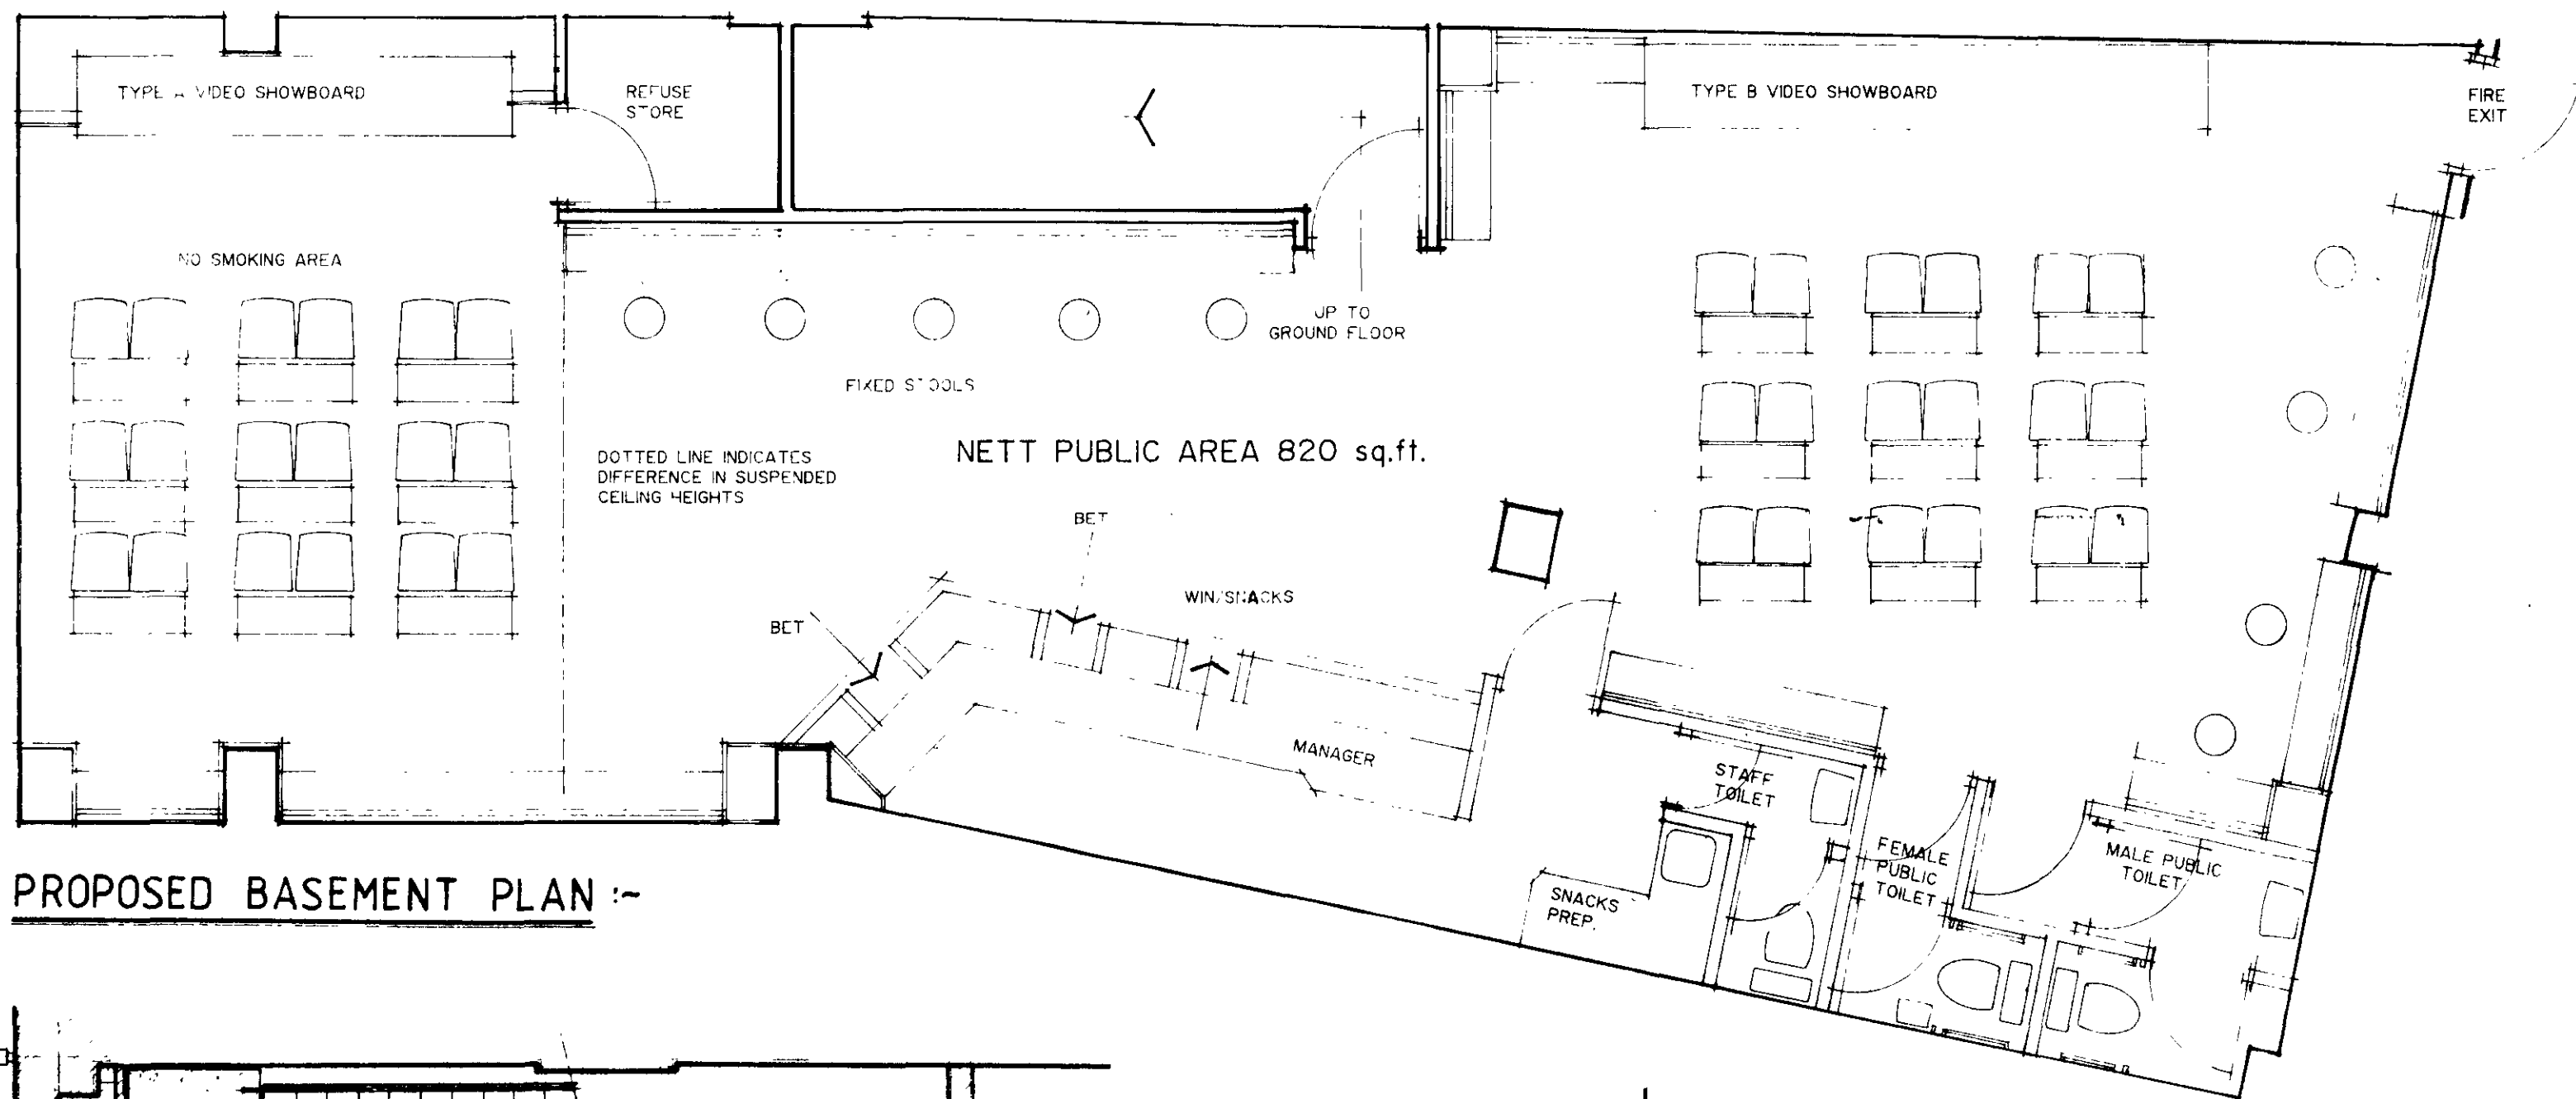 TYPE A VIDEO SHOWBOARD
REFUSE
STORE
TYPE B VIDEO SHOWBOARD
FIRE
EXIT
NO SMOKING AREA
UP TO
GROUND FLOOR
FIXED STOOLS
DOTTED LINE INDICATES
DIFFERENCE IN SUSPENDED
CEILING HEIGHTS
NETT PUBLIC AREA 820 sq.ft.
BET
WIN/SNACKS
BET
MANAGER
STAFF
TOILET
FEMALE
PUBLIC
TOILET
MALE PUBLIC
TOILET
SNACKS
PREP.
PROPOSED BASEMENT PLAN :~